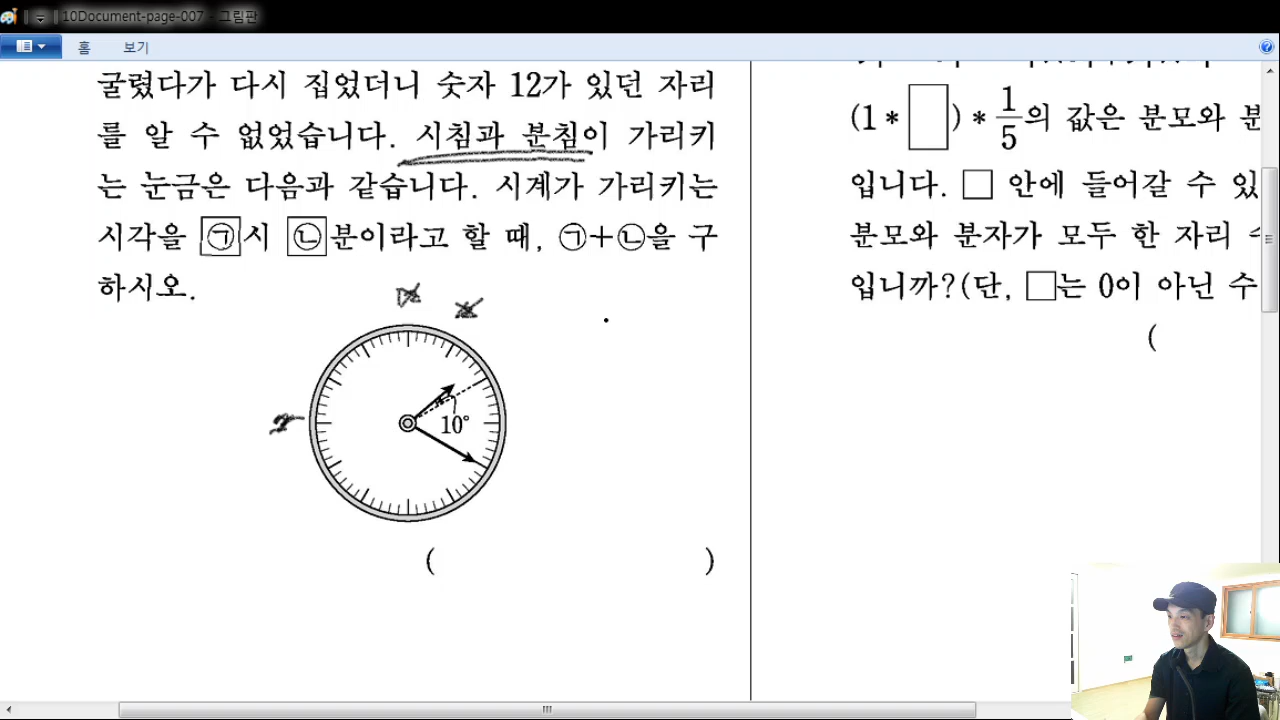 10Document-page-007 - 그림판
홈 보기
굴렸다가 다시 집었더니 숫자 12가 있던 자리
를 알 수 없었습니다. 시침과 분침이 가리키
는 눈금은 다음과 같습니다. 시계가 가리키는
시각을 ㉠시 ㉡분이라고 할 때, ㉠+㉡을 구
하시오.
10°
( )
(1*□)*1/5의 값은 분모와 분
입니다. □ 안에 들어갈 수 있
분모와 분자가 모두 한 자리
입니까?(단, □는 0이 아닌 수
(